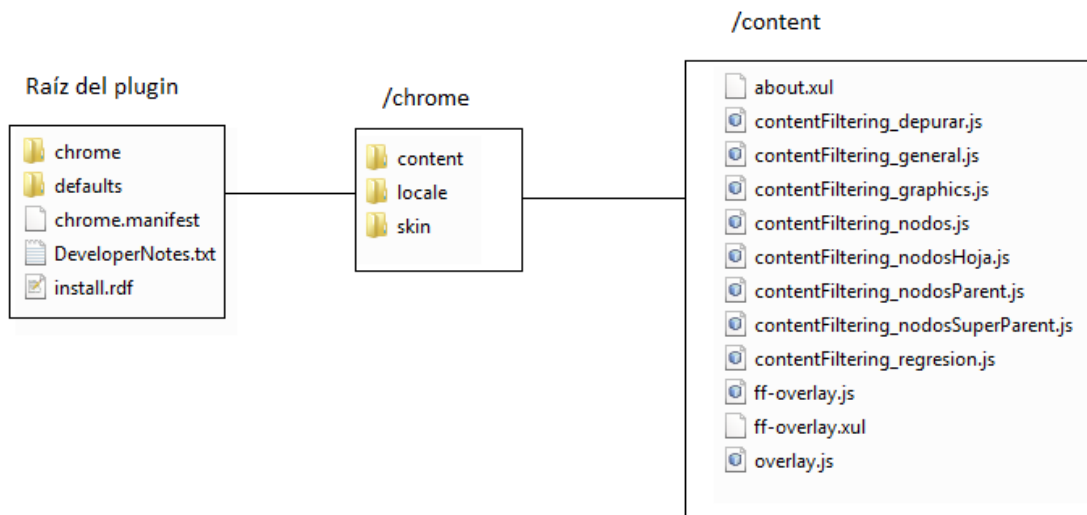 Raíz del plugin
chrome
defaults
chrome.manifest
DeveloperNotes.txt
install.rdf
/chrome
content
locale
skin
/content
about.xul
contentFiltering_depurar.js
contentFiltering_general.js
contentFiltering_graphics.js
contentFiltering_nodos.js
contentFiltering_nodosHoja.js
contentFiltering_nodosParent.js
contentFiltering_nodosSuperParent.js
contentFiltering_regresion.js
ff-overlay.js
ff-overlay.xul
overlay.js